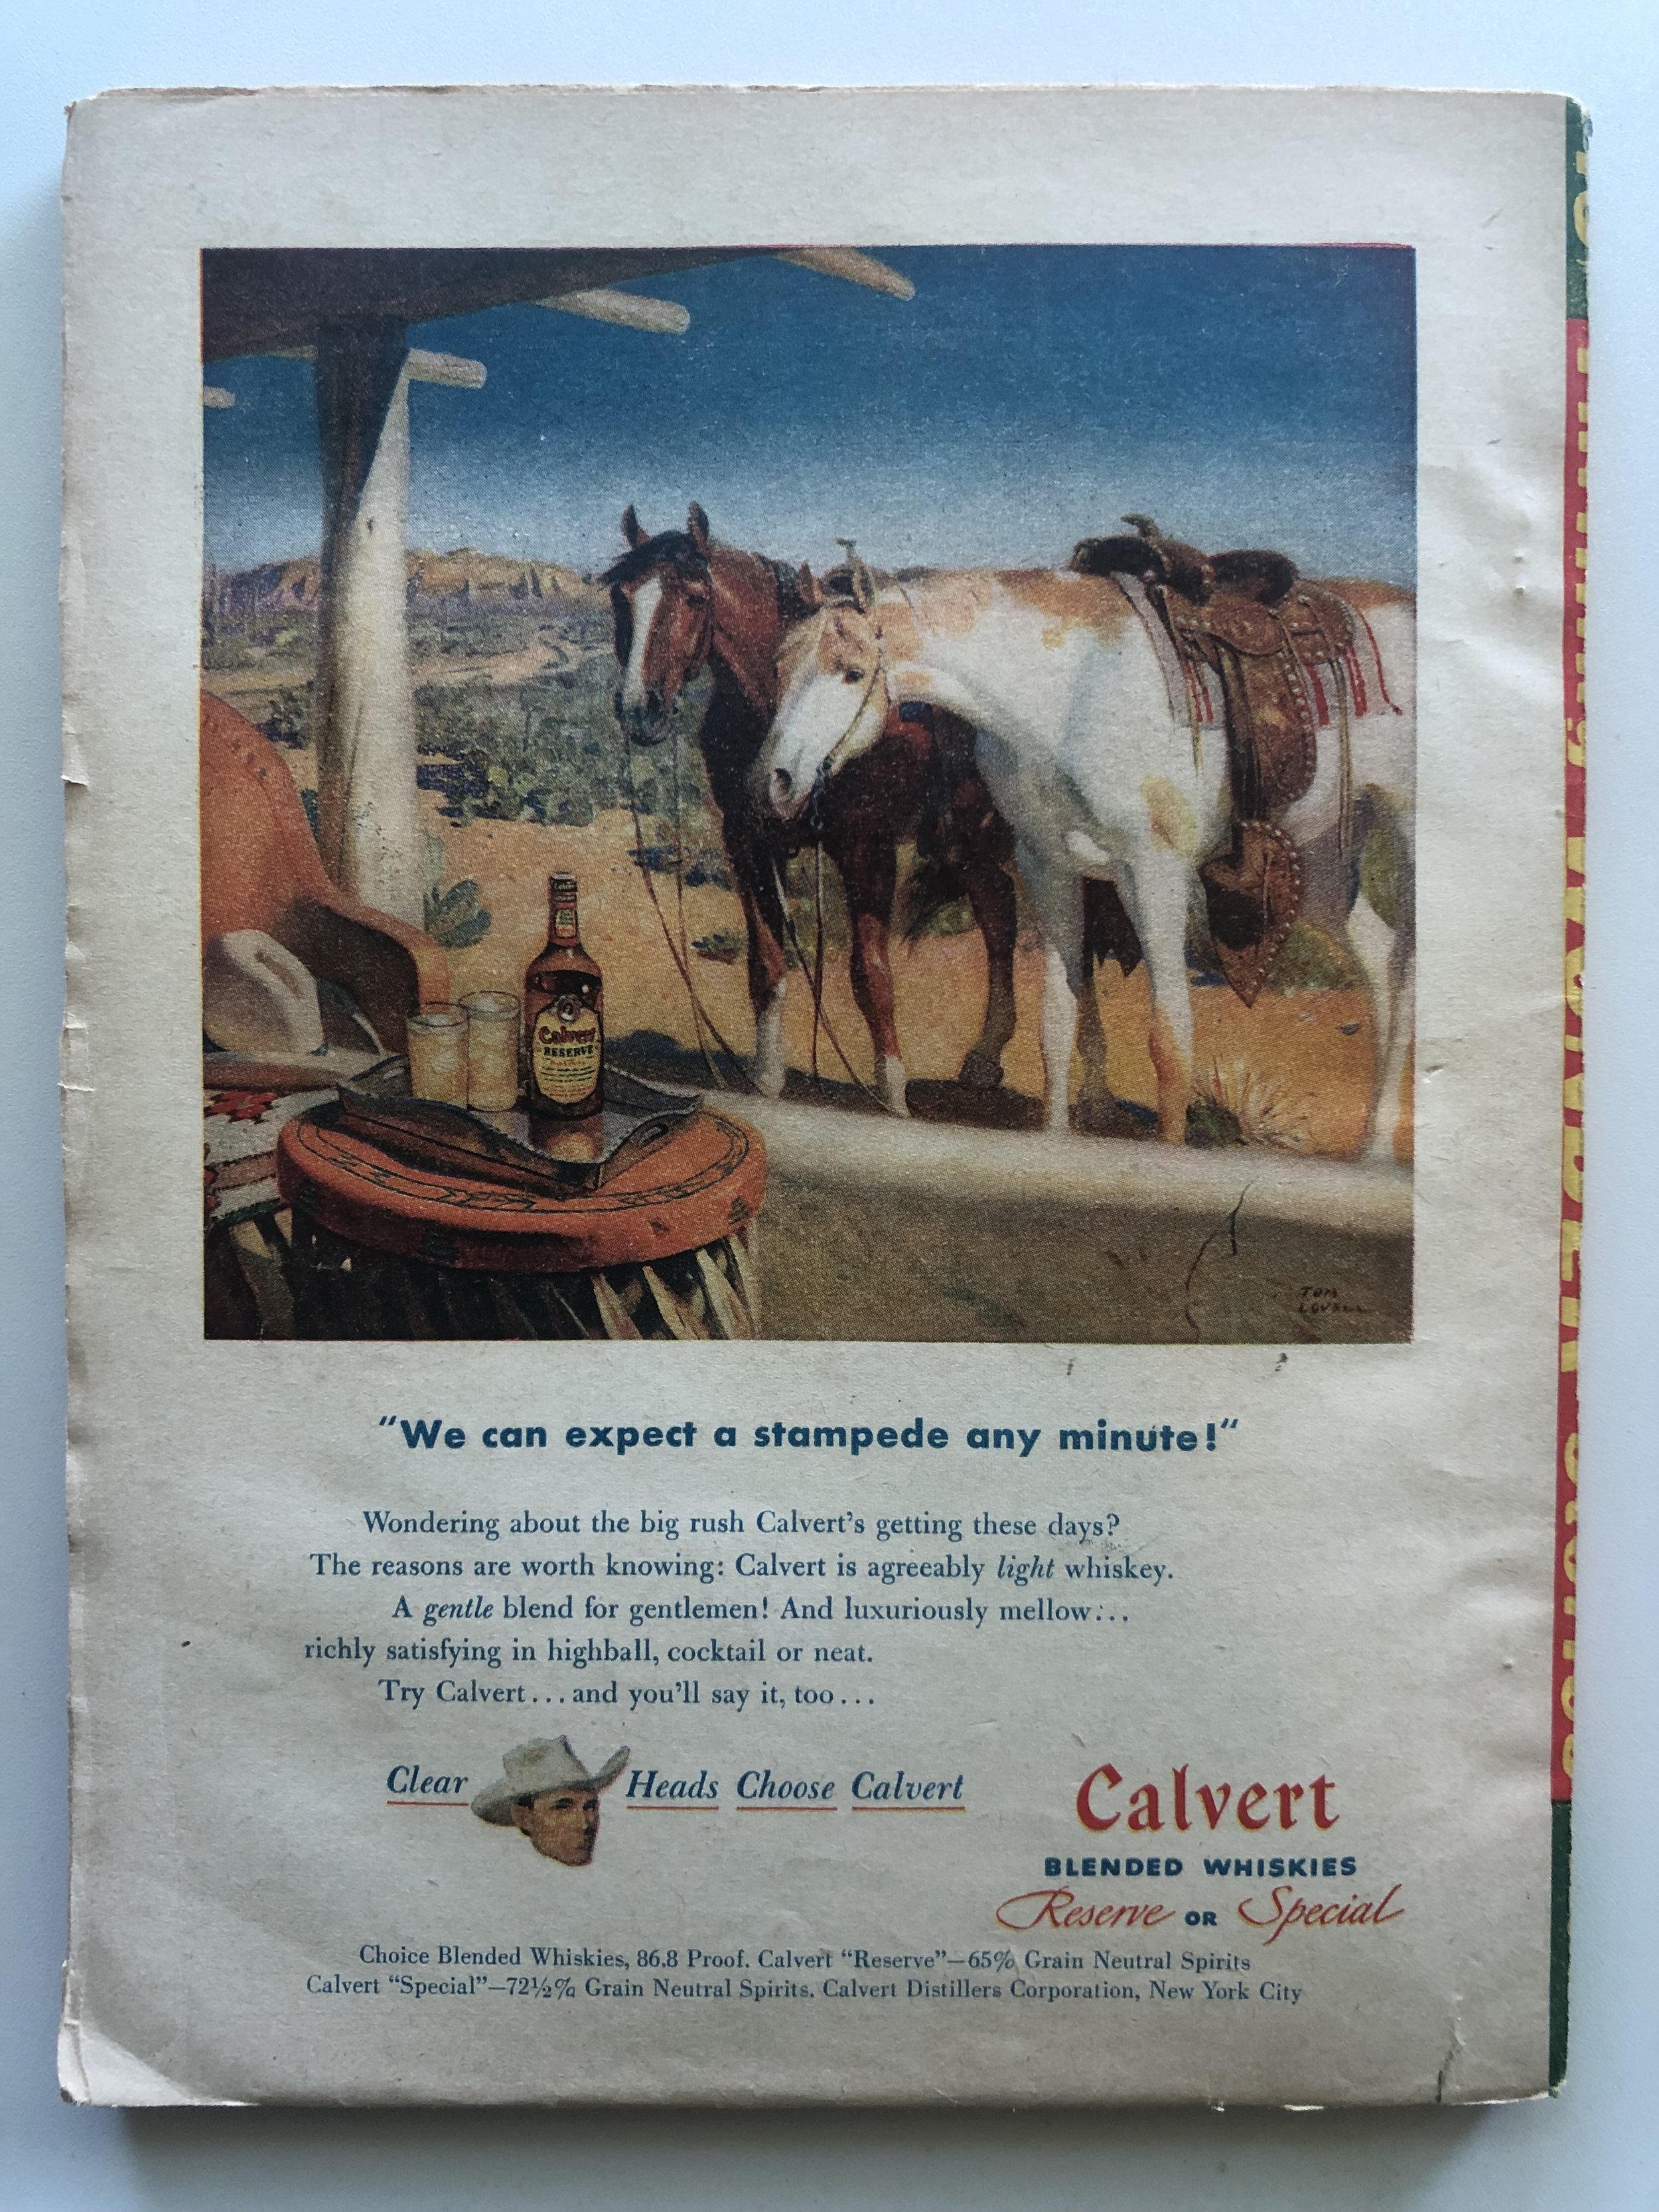 Calvert
RESERVE
TOM
LOVELL
“We can expect a stampede any minute!“
Wondering about the big rush Calvert’s getting these days?
The reasons are worth knowing: Calvert is agreeably light whiskey.
A gentle blend for gentlemen! And luxuriously mellow...
richly satisfying in highball, cocktail or neat.
Try Calvert...and you’ll say it, too...
Clear Heads Choose Calvert
Calvert
BLENDED WHISKIES
Reserve OR Special
Choice Blended Whiskies, 86.8 Proof. Calvert “Reserve”—65% Grain Neutral Spirits
Calvert “Special”—72½% Grain Neutral Spirits. Calvert Distillers Corporation, New York City